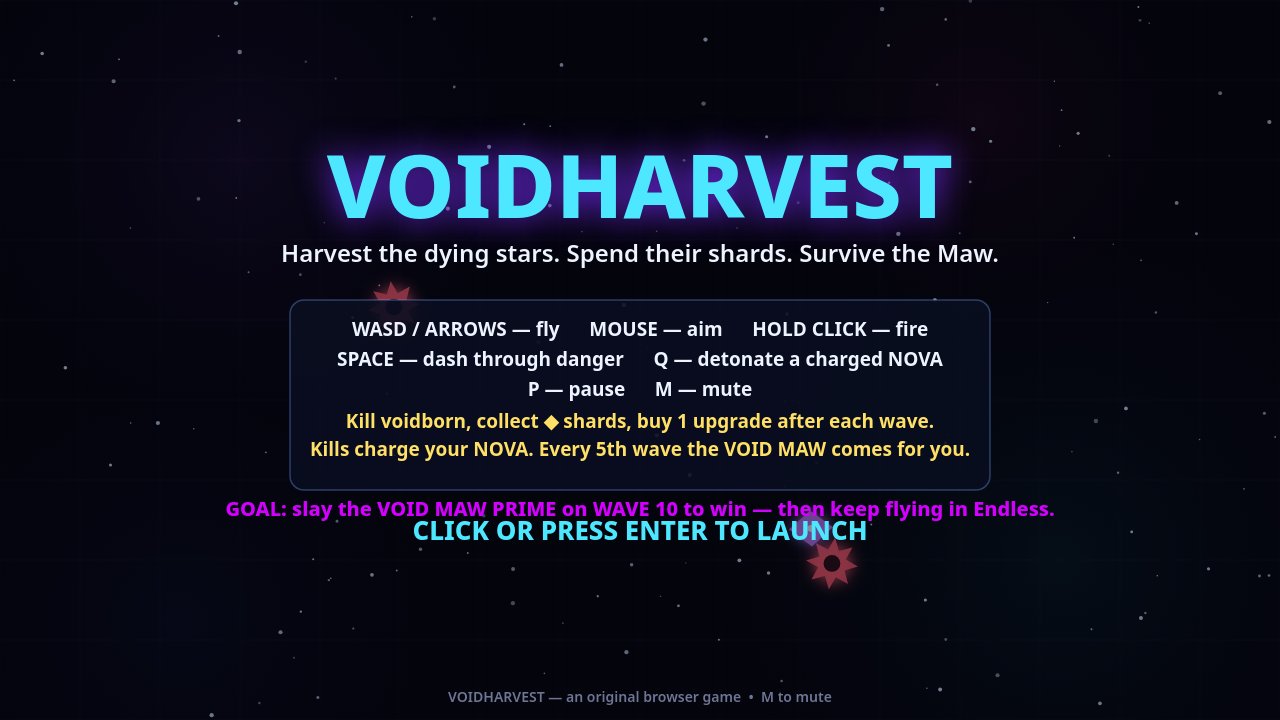 VOIDHARVEST
Harvest the dying stars. Spend their shards. Survive the Maw.
WASD / ARROWS — fly MOUSE — aim HOLD CLICK — fire
SPACE — dash through danger Q — detonate a charged NOVA
P — pause M — mute
Kill voidborn, collect ◆ shards, buy 1 upgrade after each wave.
Kills charge your NOVA. Every 5th wave the VOID MAW comes for you.
GOAL: slay the VOID MAW PRIME on WAVE 10 to win — then keep flying in Endless.
CLICK OR PRESS ENTER TO LAUNCH
VOIDHARVEST — an original browser game • M to mute